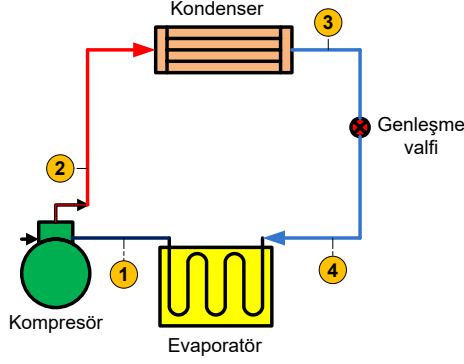 Kondenser
3
Genleşme
valfi
2
1
4
Kompresör
Evaporatör